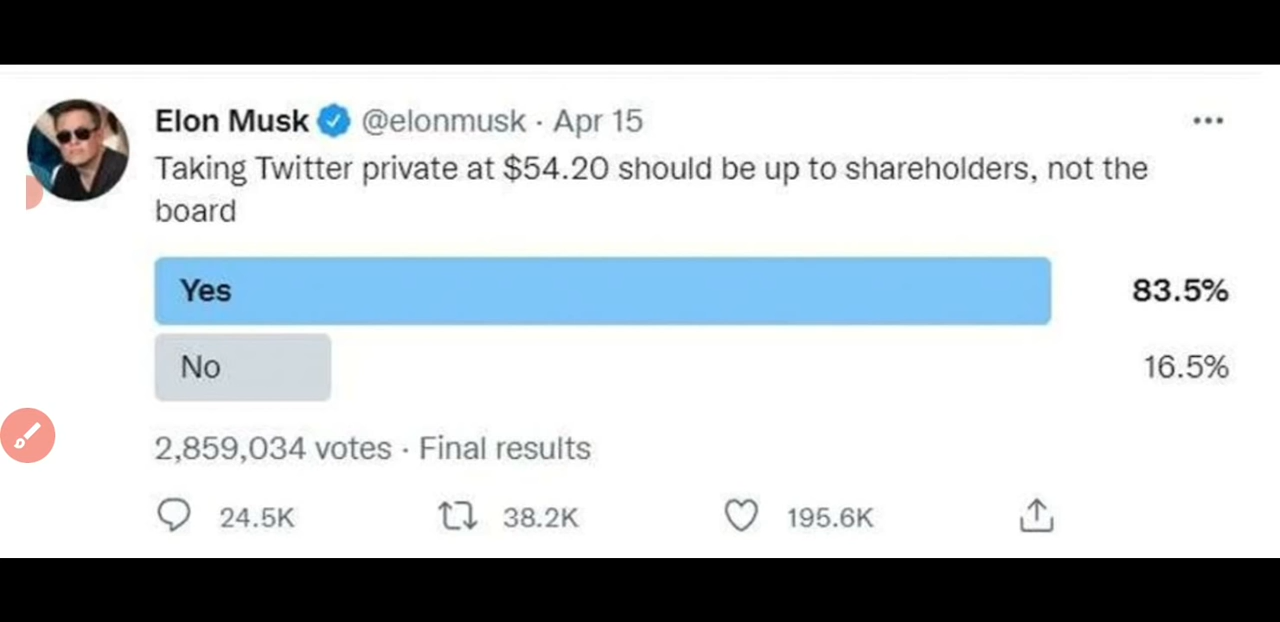 Elon Musk @elonmusk · Apr 15
Taking Twitter private at $54.20 should be up to shareholders, not the
board
Yes 83.5%
No 16.5%
2,859,034 votes · Final results
24.5K 38.2K 195.6K